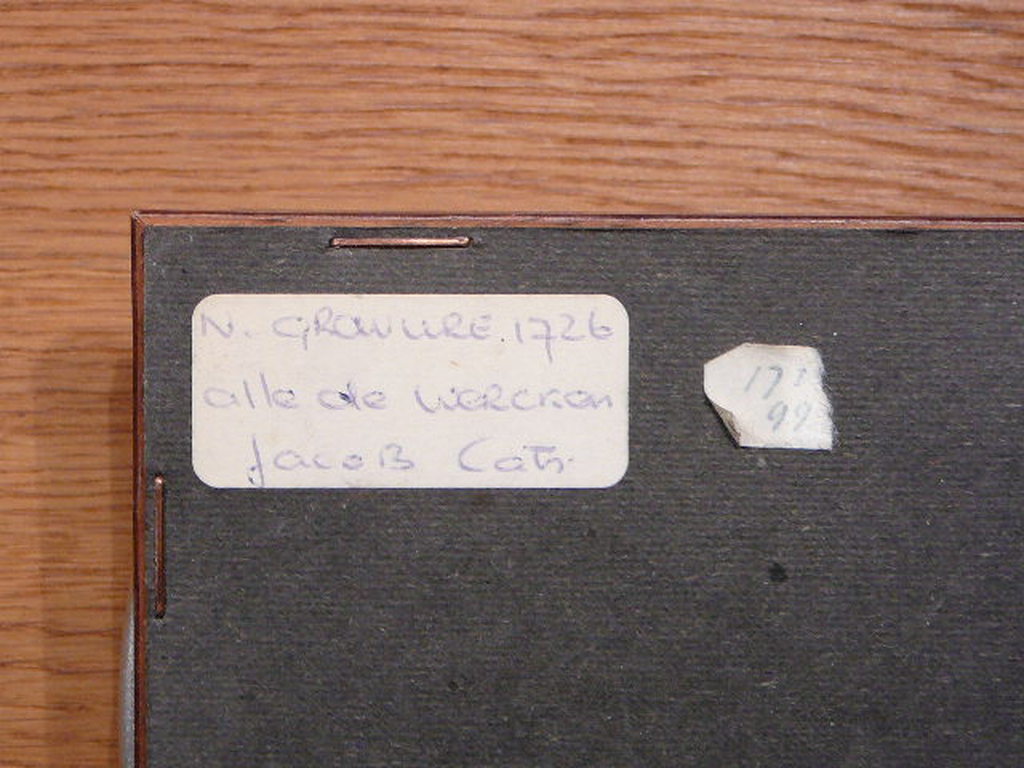 N. GRAVURE.1726
alle de wercken
Jacob Cats.
17
99